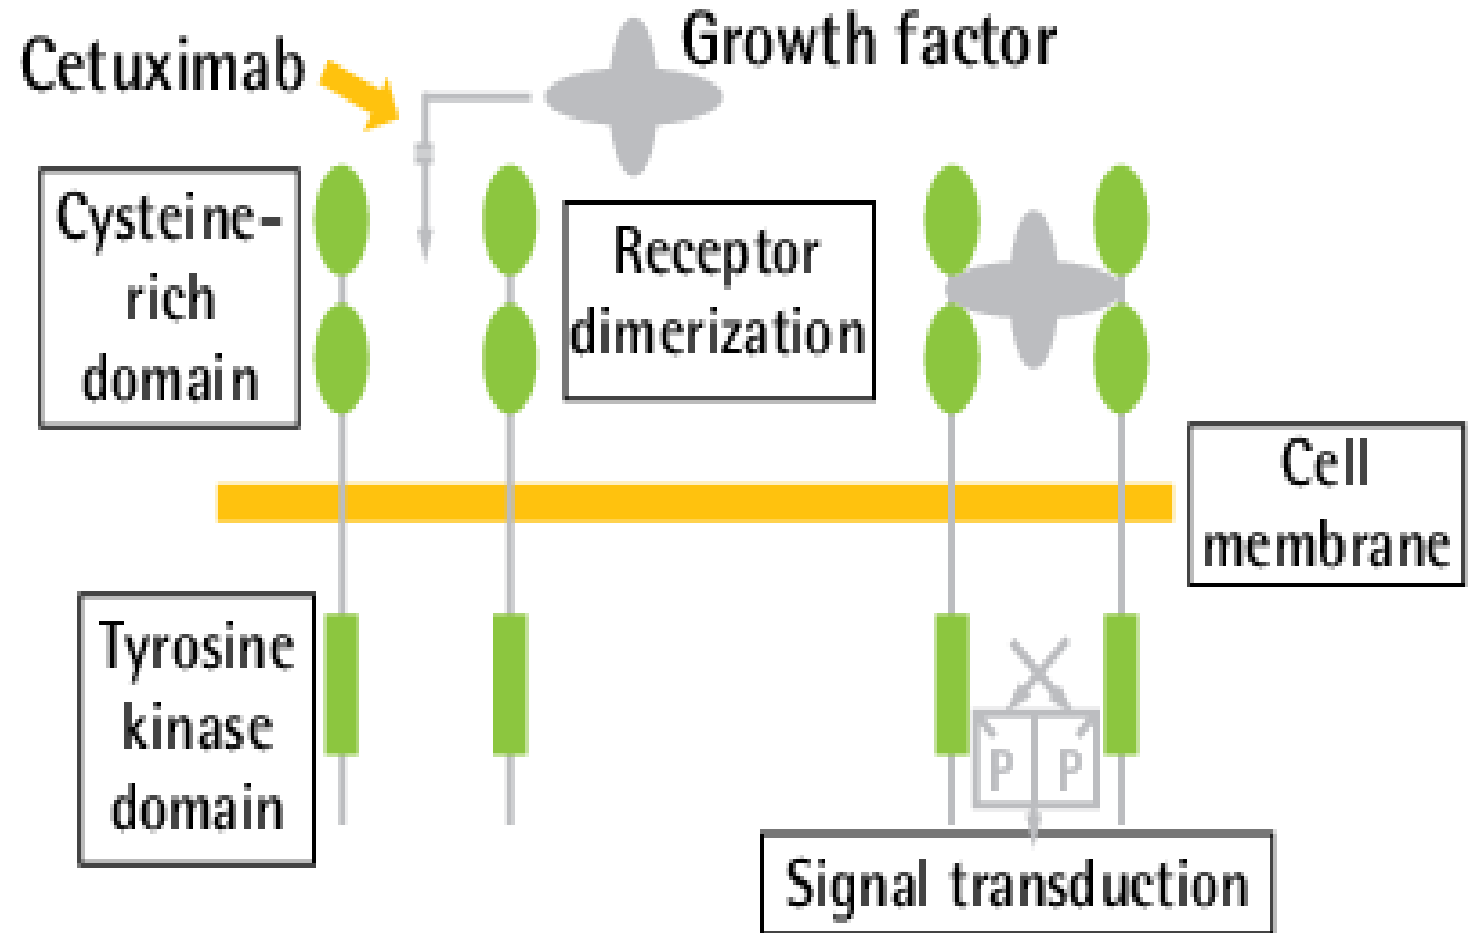 Cetuximab
Growth factor
Cysteine-
rich
domain
Receptor
dimerization
Cell
membrane
Tyrosine
kinase
domain
P P
Signal transduction